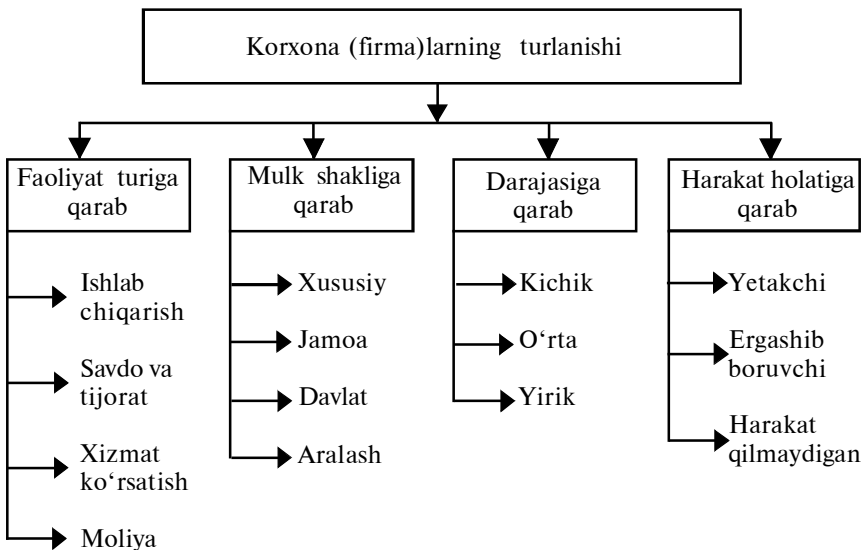 Korxona (firma)larning turlanishi
Faoliyat turiga
qarab
Ishlab
chiqarish
Savdo va
tijorat
Xizmat
ko‘rsatish
Moliya
Mulk shakliga
qarab
Xususiy
Jamoa
Davlat
Aralash
Darajasiga
qarab
Kichik
O‘rta
Yirik
Harakat holatiga
qarab
Yetakchi
Ergashib
boruvchi
Harakat
qilmaydigan